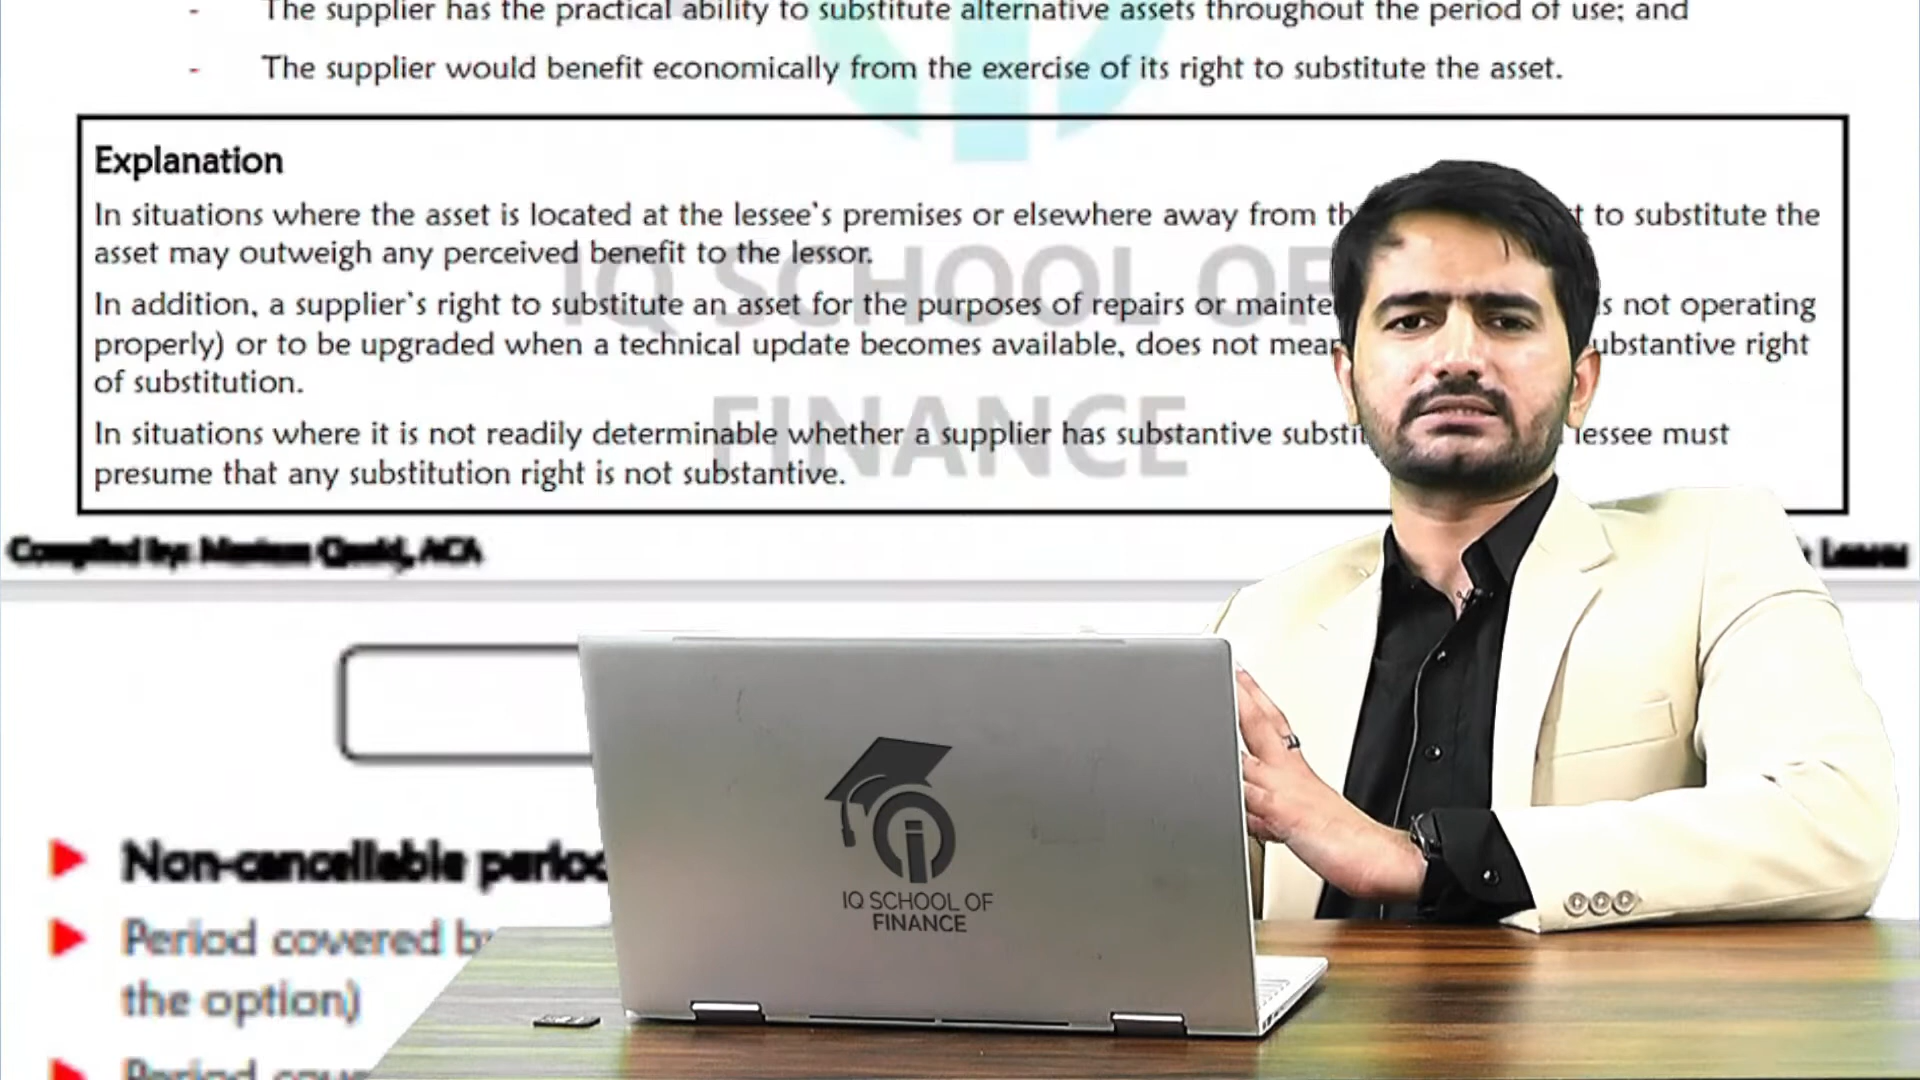 - The supplier has the practical ability to substitute alternative assets throughout the period of use; and
- The supplier would benefit economically from the exercise of its right to substitute the asset.
Explanation
In situations where the asset is located at the lessee's premises or elsewhere away from to substitute the
asset may outweigh any perceived benefit to the lessor.
In addition, a supplier's right to substitute an asset for the purposes of repairs or not operating
properly) or to be upgraded when a technical update becomes available, does not right
of substitution.
In situations where it is not readily determinable whether a supplier has substantive lessee must
presume that any substitution right is not substantive.
IQ SCHOOL OF
FINANCE
Compiled by: ACA
Non-cancellable
Period covered
the option)
Period
IQ SCHOOL OF
FINANCE